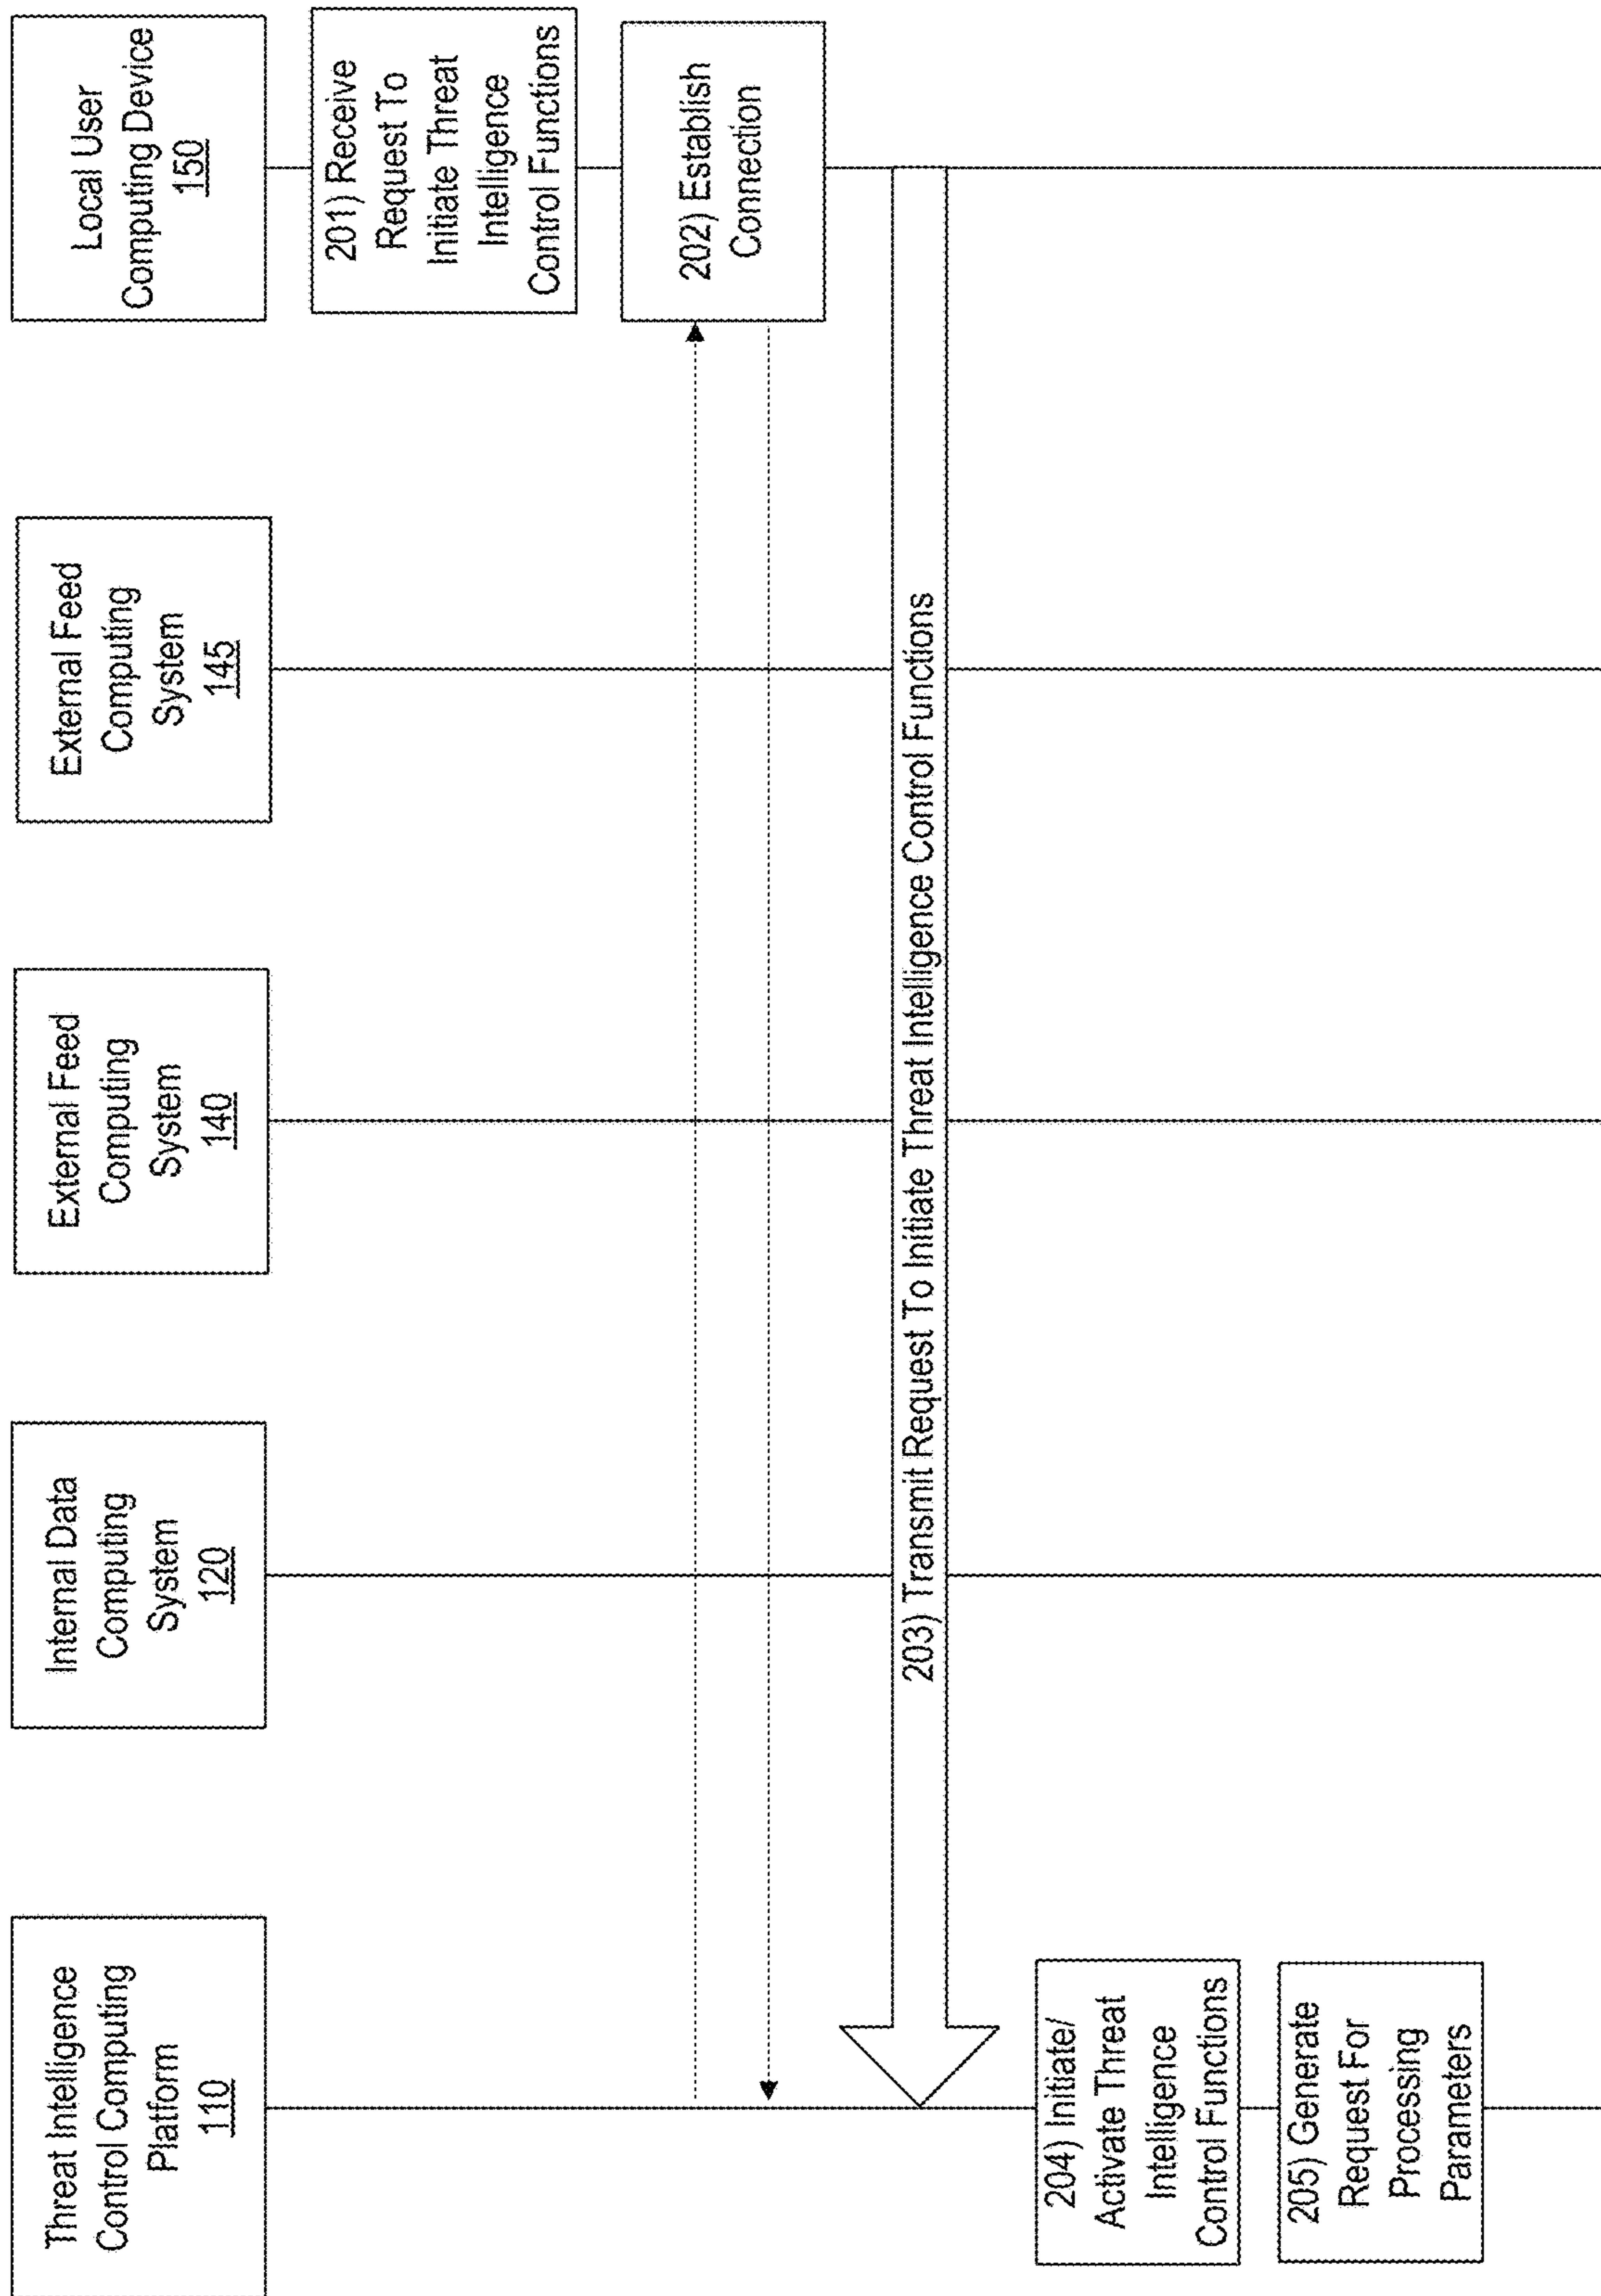 Threat Intelligence
Control Computing
Platform
110
Internal Data
Computing
System
120
External Feed
Computing
System
140
External Feed
Computing
System
145
Local User
Computing Device
150
201) Receive
Request To
Initiate Threat
Intelligence
Control Functions
202) Establish
Connection
203) Transmit Request To Initiate Threat Intelligence Control Functions
204) Initiate/
Activate Threat
Intelligence
Control Functions
205) Generate
Request For
Processing
Parameters